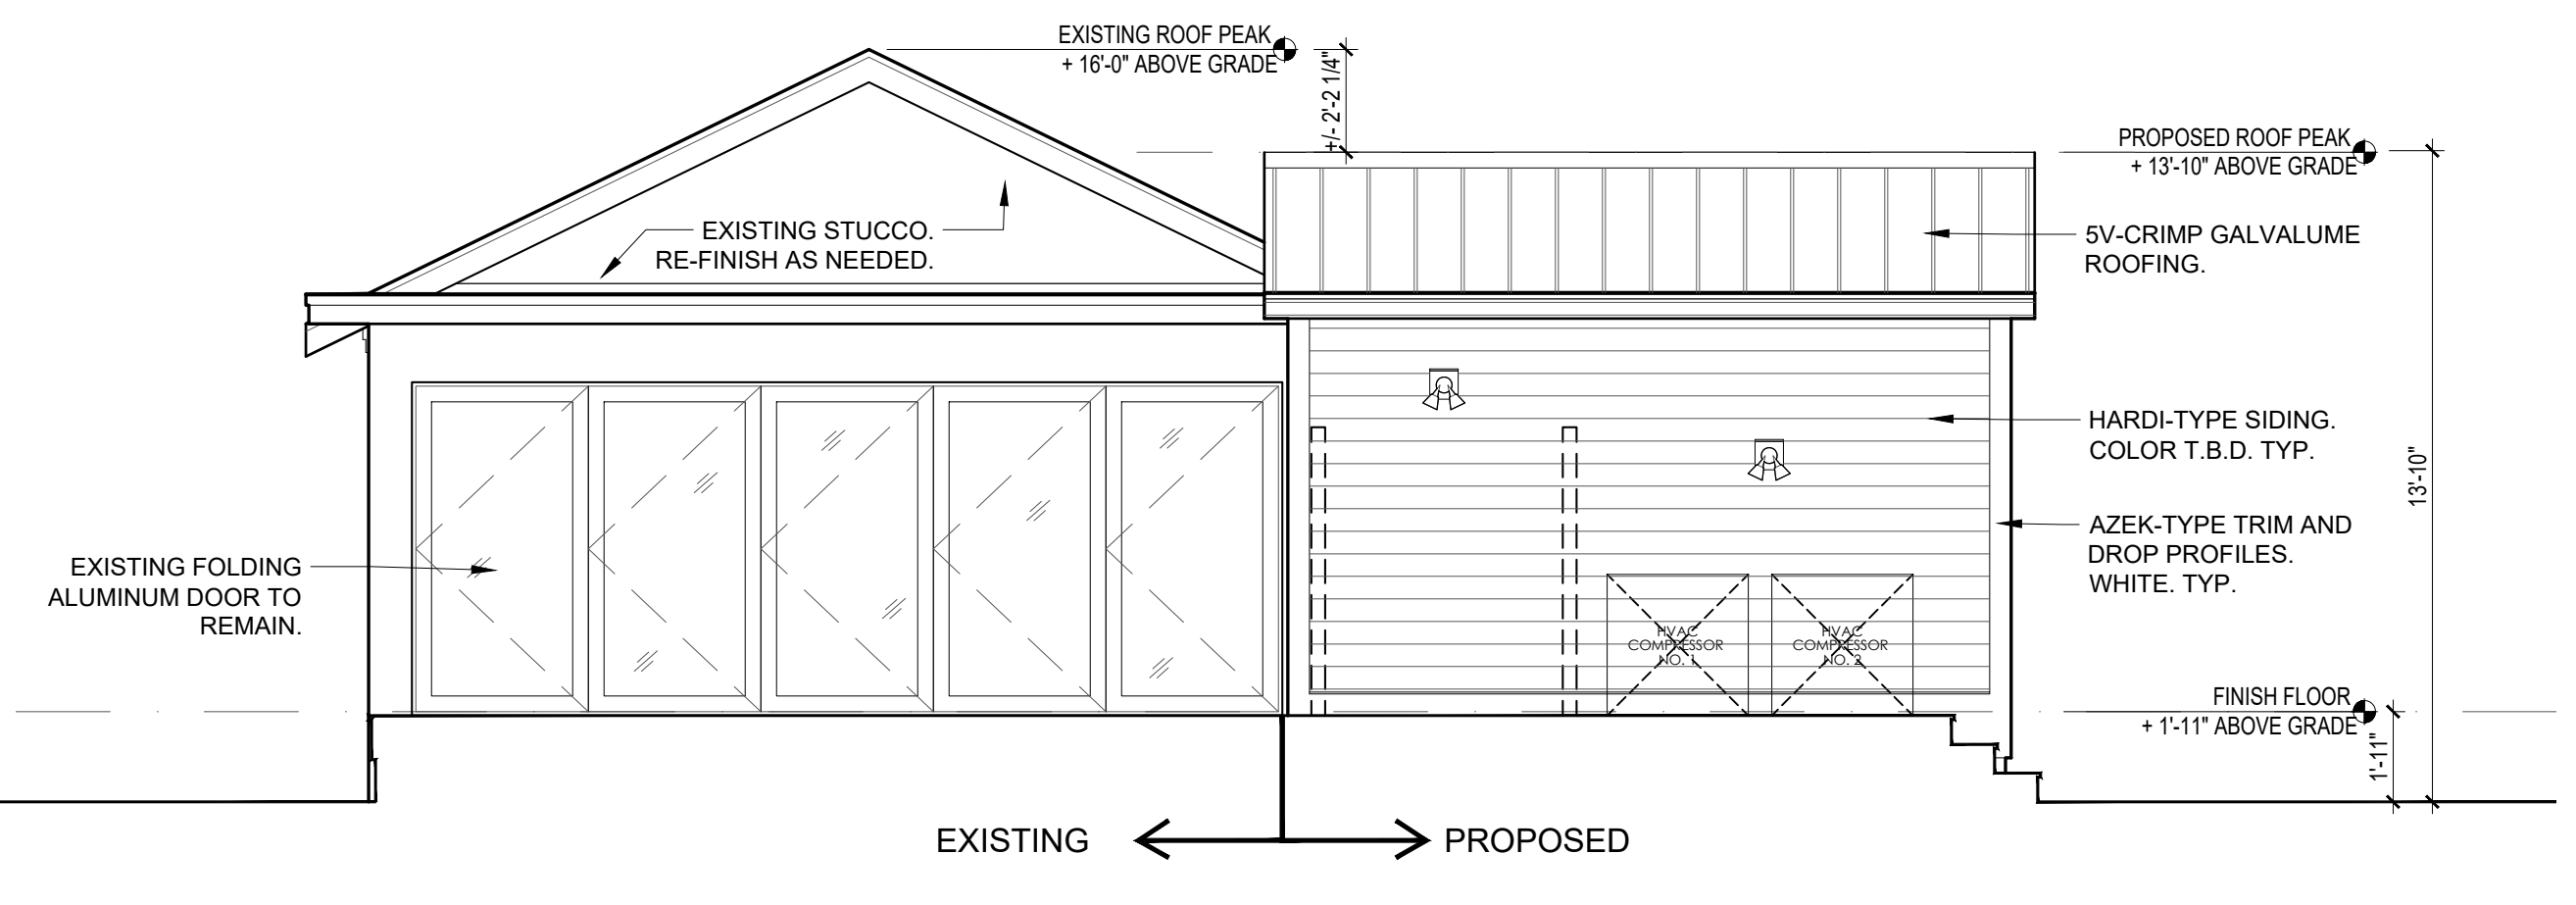 EXISTING ROOF PEAK
+ 16'-0" ABOVE GRADE
+/- 2'-2 1/4"
PROPOSED ROOF PEAK
+ 13'-10" ABOVE GRADE
EXISTING STUCCO.
RE-FINISH AS NEEDED.
5V-CRIMP GALVALUME
ROOFING.
HARDI-TYPE SIDING.
COLOR T.B.D. TYP.
13'-10"
AZEK-TYPE TRIM AND
DROP PROFILES.
WHITE. TYP.
EXISTING FOLDING
ALUMINUM DOOR TO
REMAIN.
HVAC
COMPRESSOR
NO. 1
HVAC
COMPRESSOR
NO. 2
FINISH FLOOR
+ 1'-11" ABOVE GRADE
1'-11"
EXISTING
PROPOSED